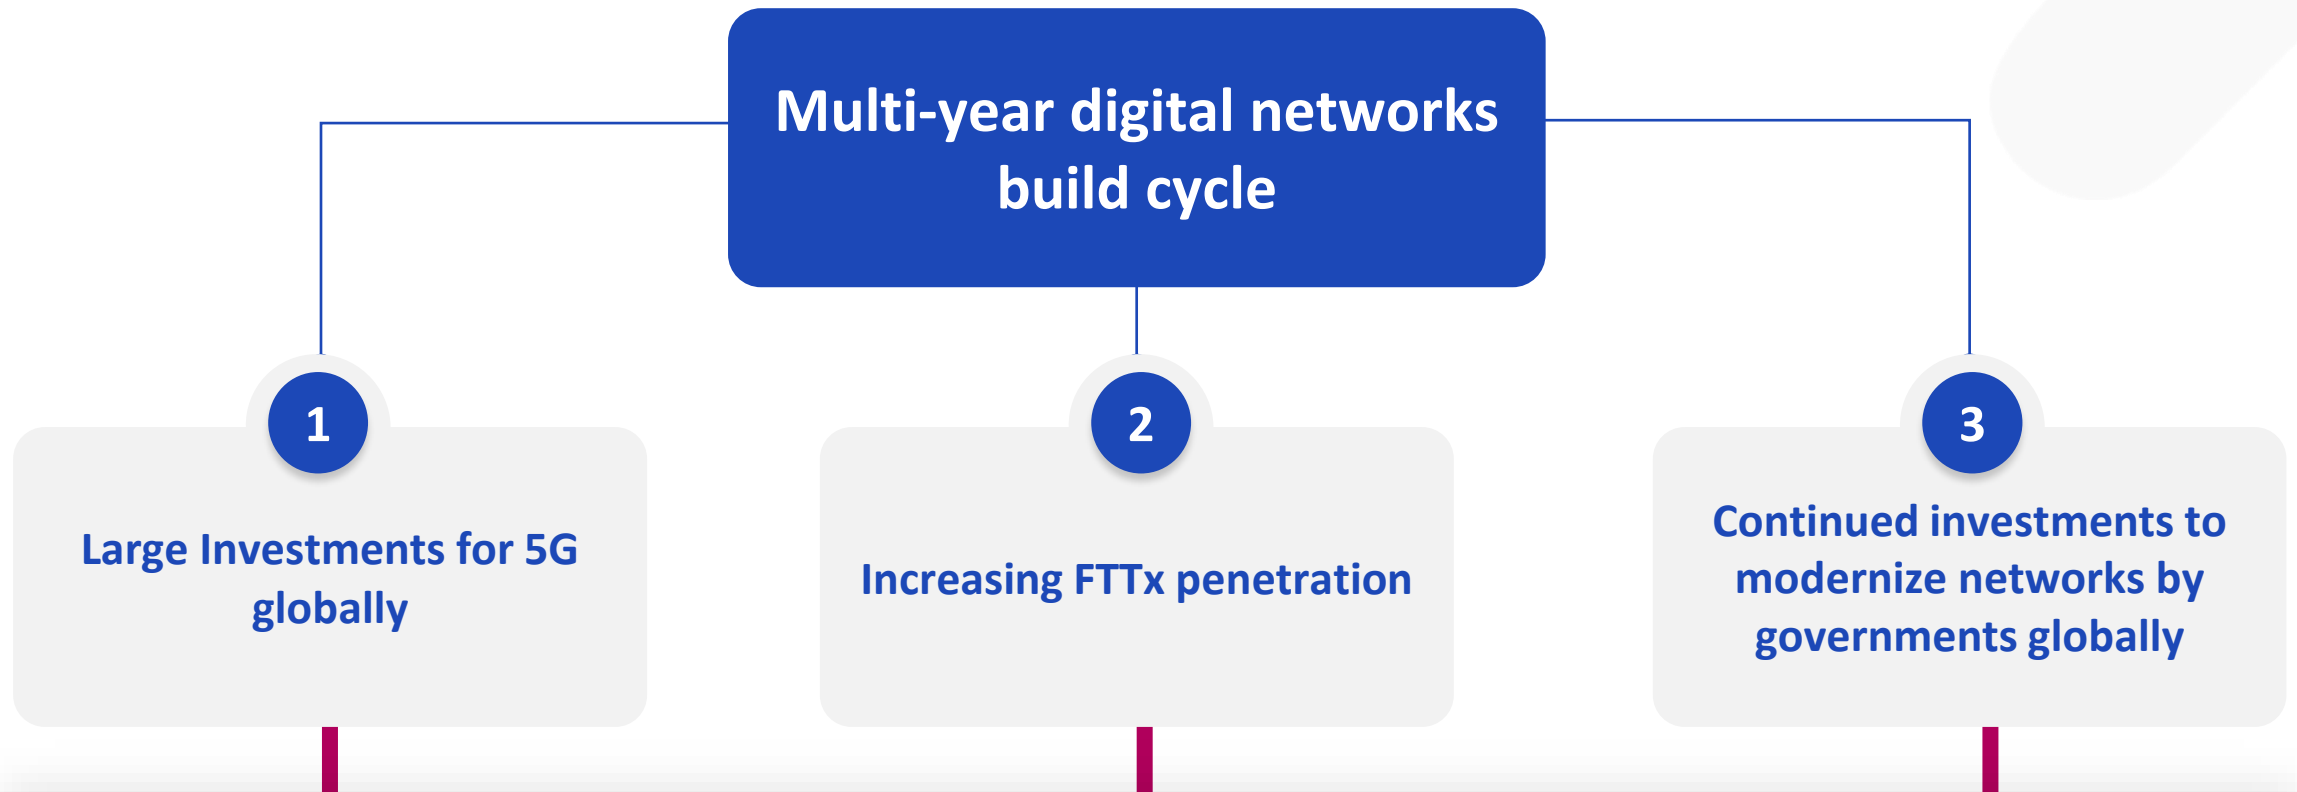 Multi-year digital networks
build cycle
1
Large Investments for 5G
globally
2
Increasing FTTx penetration
3
Continued investments to
modernize networks by
governments globally